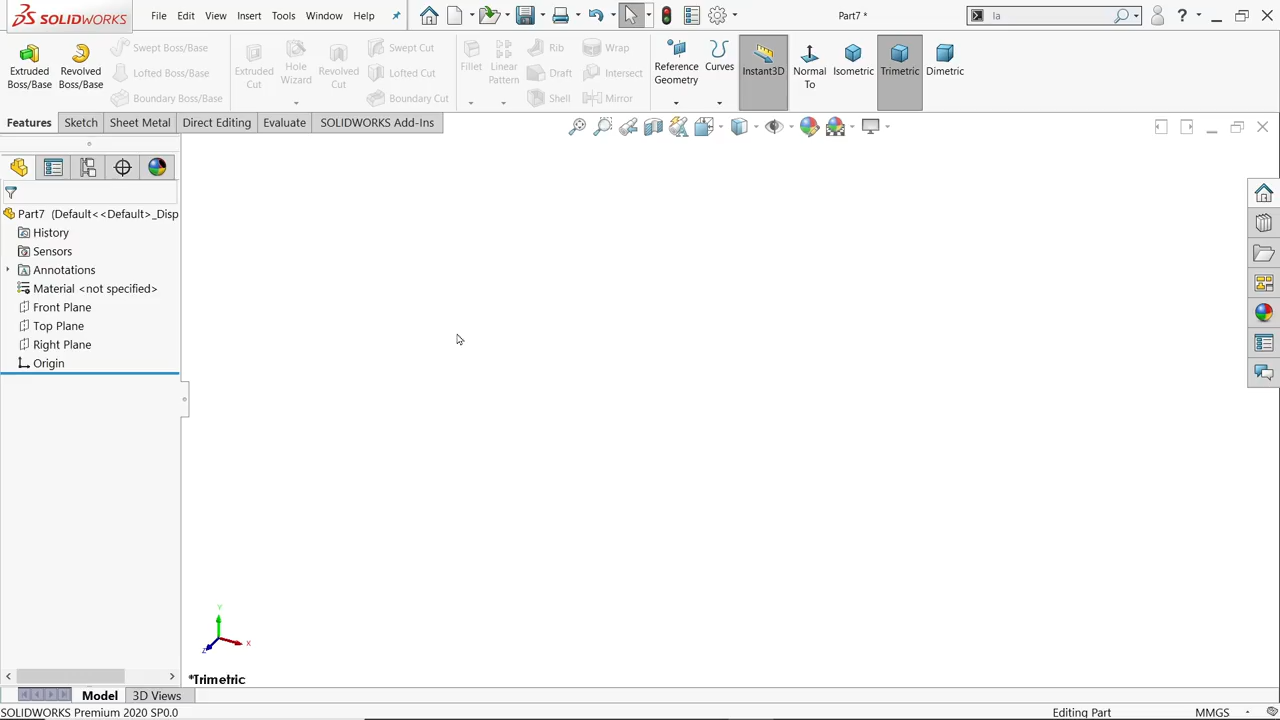 SOLIDWORKS File Edit View Insert Tools Window Help Part7 * la ?
Extruded Boss/Base
Revolved Boss/Base
Swept Boss/Base
Lofted Boss/Base
Boundary Boss/Base
Extruded Cut
Hole Wizard
Revolved Cut
Swept Cut
Lofted Cut
Boundary Cut
Fillet
Linear Pattern
Rib
Draft
Shell
Wrap
Intersect
Mirror
Reference Geometry
Curves
Instant3D
Normal To
Isometric
Trimetric
Dimetric
Features Sketch Sheet Metal Direct Editing Evaluate SOLIDWORKS Add-Ins
Part7 (Default<<Default>_Disp
History
Sensors
Annotations
Material <not specified>
Front Plane
Top Plane
Right Plane
Origin
Y
X
Z
*Trimetric
Model 3D Views
SOLIDWORKS Premium 2020 SP0.0 Editing Part MMGS